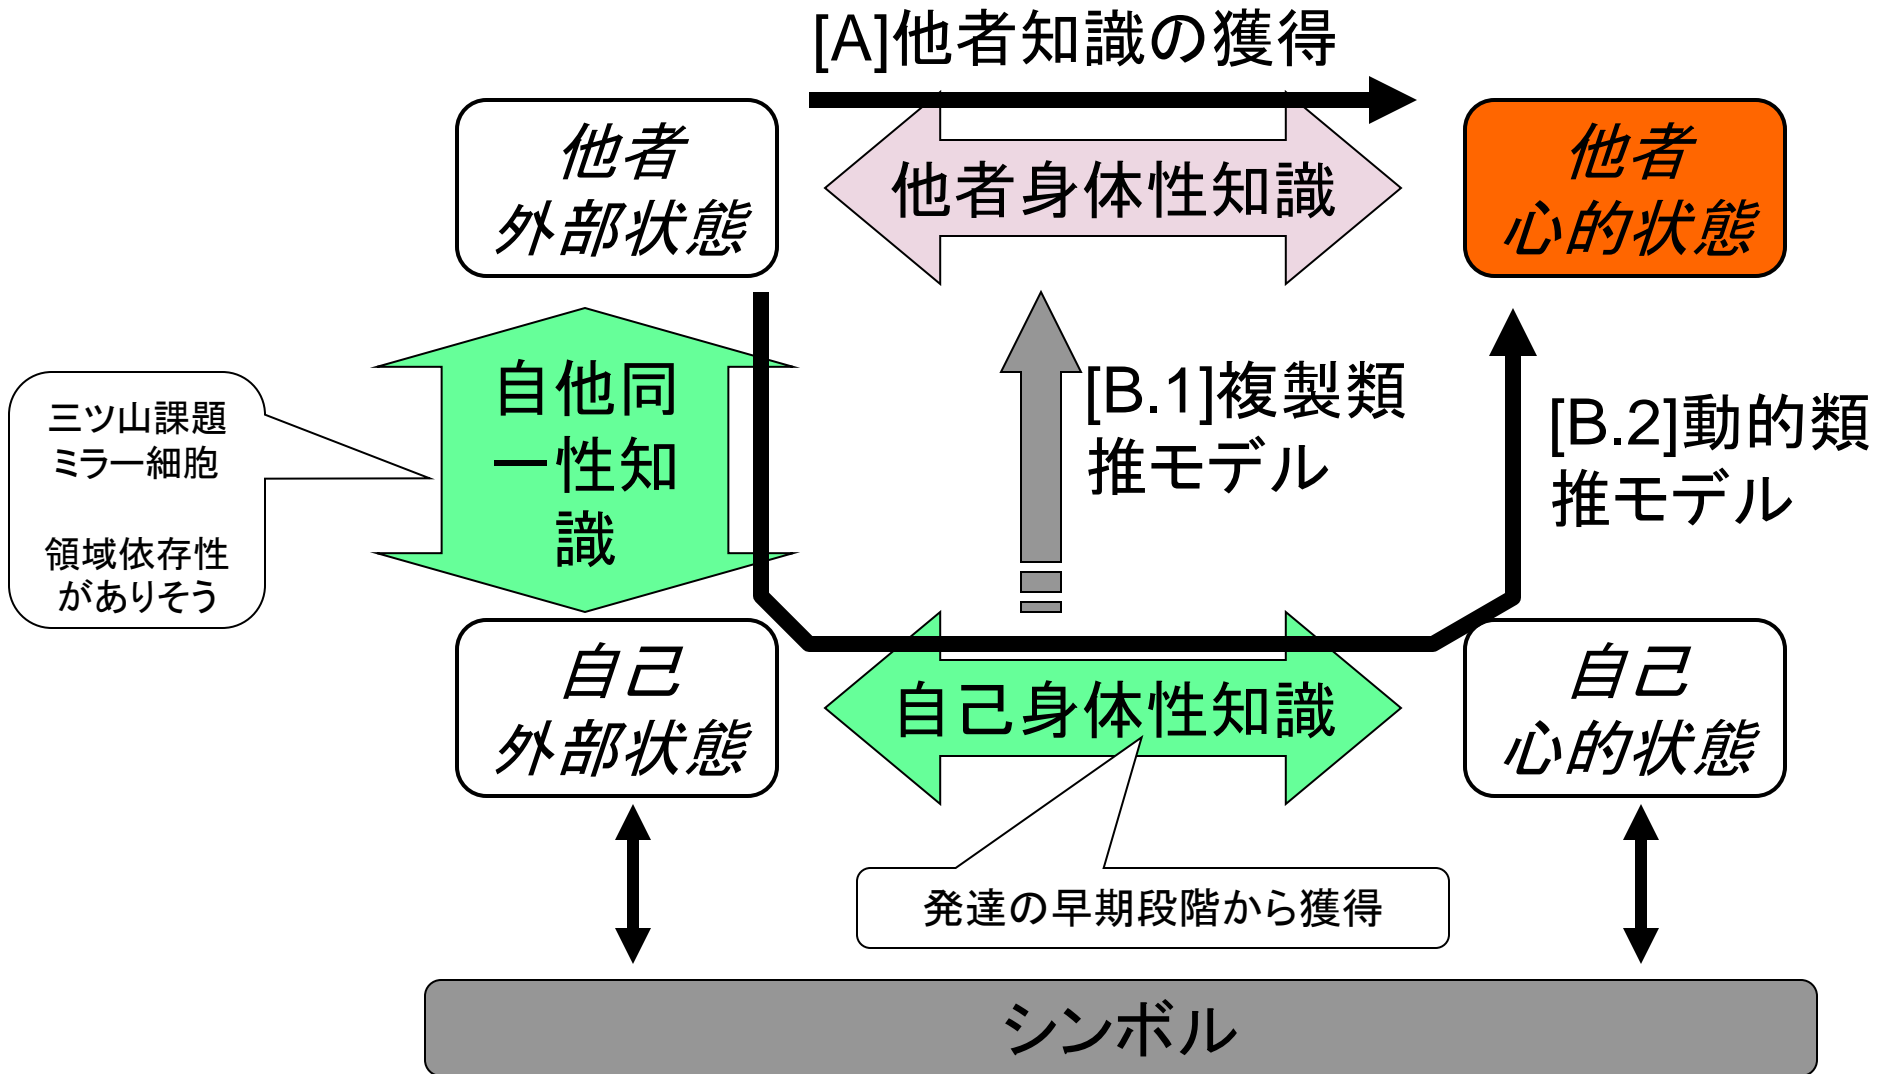 [A]他者知識の獲得
他者
外部状態
他者身体性知識
他者
心的状態
三ツ山課題
ミラー細胞
領域依存性
がありそう
自他同
一性知
識
[B.1]複製類
推モデル
[B.2]動的類
推モデル
自己
外部状態
自己身体性知識
自己
心的状態
発達の早期段階から獲得
シンボル